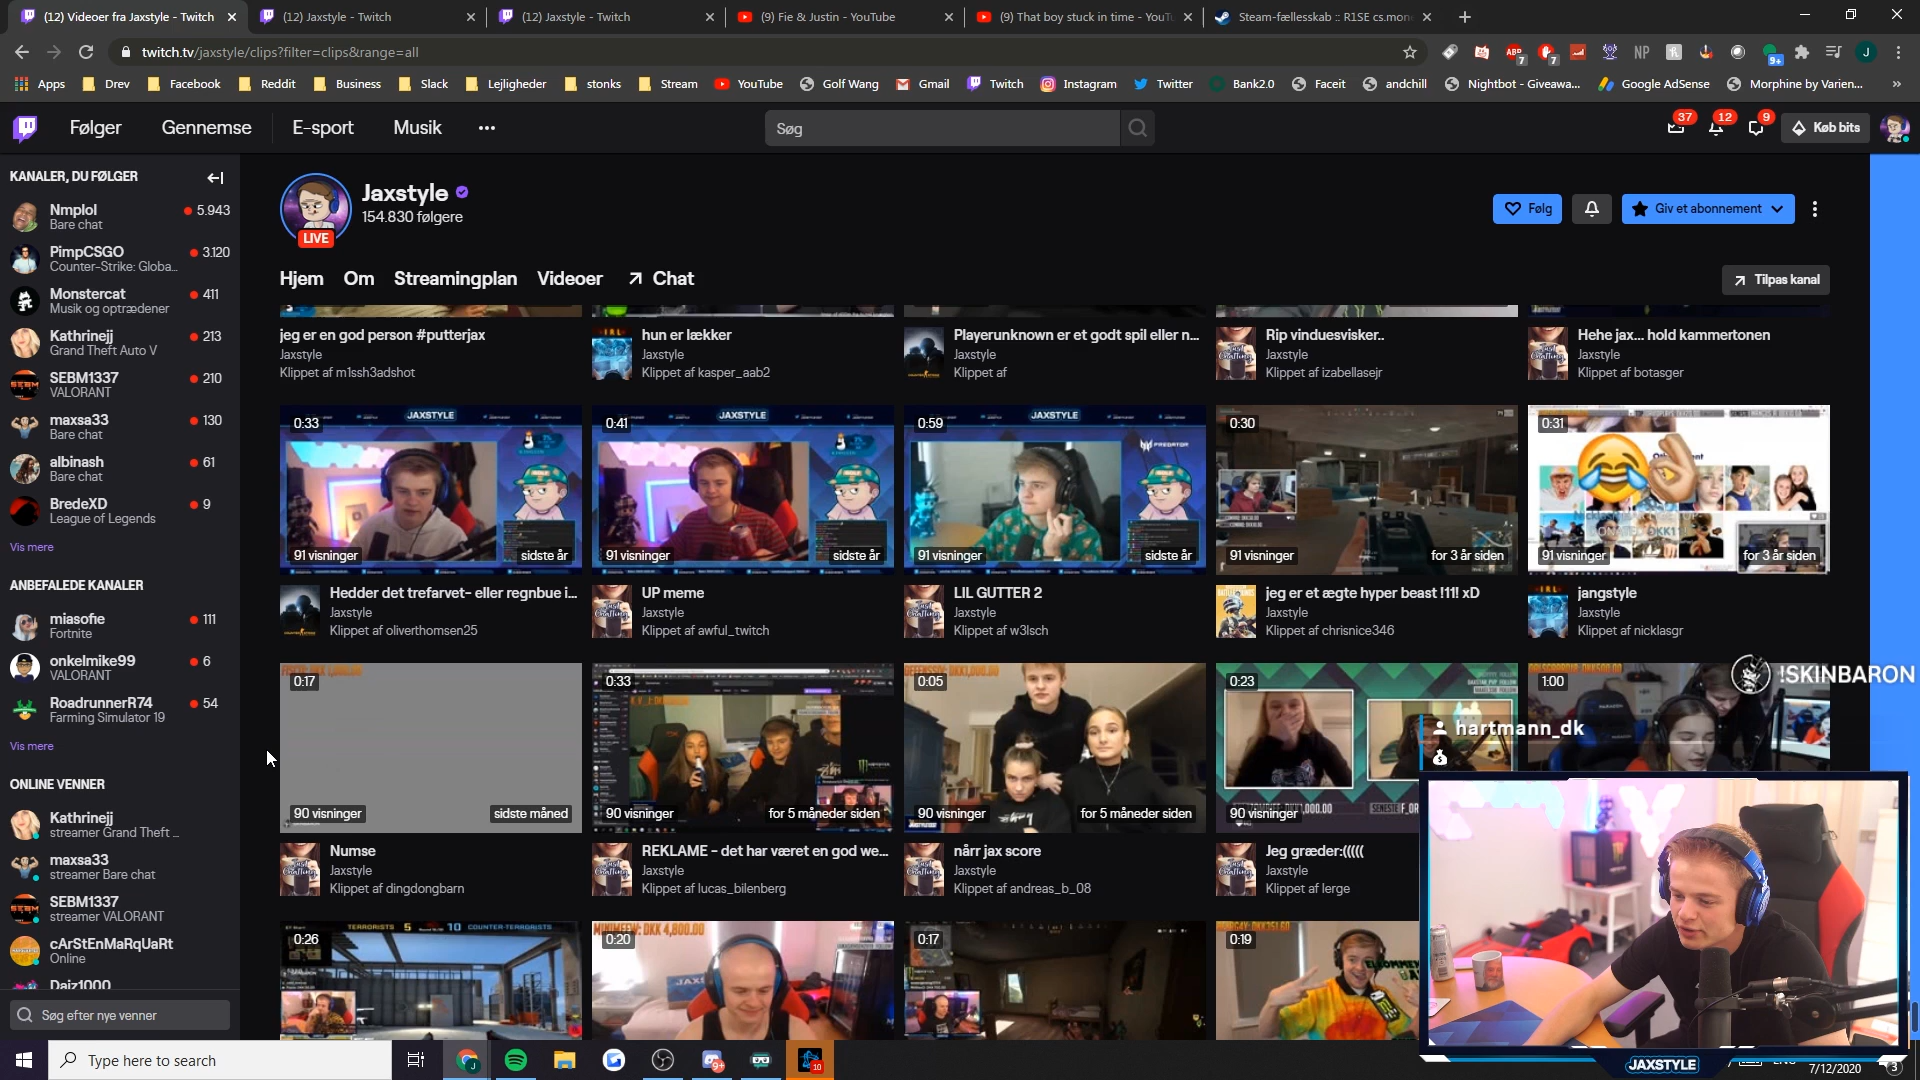 (12) Videoer fra Jaxstyle - Twitch
(12) Jaxstyle - Twitch
(12) Jaxstyle - Twitch
(9) Fie & Justin - YouTube
(9) That boy stuck in time - YouTu
Steam-fællesskab :: R1SE cs.mon
twitch.tv/jaxstyle/clips?filter=clips&range=all
Apps
Drev
Facebook
Reddit
Business
Slack
Lejligheder
stonks
Stream
YouTube
Golf Wang
Gmail
Twitch
Instagram
Twitter
Bank2.0
Faceit
andchill
Nightbot - Giveawa...
Google AdSense
Morphine by Varien...
Følger
Gennemse
E-sport
Musik
Søg
37
12
9
Køb bits
KANALER, DU FØLGER
Nmplol
5.943
Bare chat
PimpCSGO
3.120
Counter-Strike: Globa...
Monstercat
411
Musik og optrædener
Kathrinejj
213
Grand Theft Auto V
SEBM1337
210
VALORANT
maxsa33
130
Bare chat
albinash
61
Bare chat
BredeXD
9
League of Legends
Vis mere
ANBEFALEDE KANALER
miasofie
111
Fortnite
onkelmike99
6
VALORANT
RoadrunnerR74
54
Farming Simulator 19
Vis mere
ONLINE VENNER
Kathrinejj
streamer Grand Theft ...
maxsa33
streamer Bare chat
SEBM1337
streamer VALORANT
cArStEnMaRqUaRt
Online
Daiz1000
Søg efter nye venner
Jaxstyle
154.830 følgere
LIVE
Følg
Giv et abonnement
Hjem
Om
Streamingplan
Videoer
Chat
Tilpas kanal
jeg er en god person #putterjax
Jaxstyle
Klippet af m1ssh3adshot
hun er lækker
Jaxstyle
Klippet af kasper_aab2
Playerunknown er et godt spil eller n...
Jaxstyle
Klippet af
Rip vinduesvisker..
Jaxstyle
Klippet af izabellasejr
Hehe jax... hold kammertonen
Jaxstyle
Klippet af botasger
0:33
JAXSTYLE
91 visninger
sidste år
Hedder det trefarvet- eller regnbue i...
Jaxstyle
Klippet af oliverthomsen25
0:41
JAXSTYLE
91 visninger
sidste år
UP meme
Jaxstyle
Klippet af awful_twitch
0:59
JAXSTYLE
PREDATOR
91 visninger
sidste år
LIL GUTTER 2
Jaxstyle
Klippet af w3lsch
0:30
91 visninger
for 3 år siden
jeg er et ægte hyper beast !11! xD
Jaxstyle
Klippet af chrisnice346
0:31
91 visninger
for 3 år siden
jangstyle
Jaxstyle
Klippet af nicklasgr
0:17
90 visninger
sidste måned
Numse
Jaxstyle
Klippet af dingdongbarn
0:33
90 visninger
for 5 måneder siden
REKLAME - det har været en god we...
Jaxstyle
Klippet af lucas_bilenberg
0:05
90 visninger
for 5 måneder siden
nårr jax score
Jaxstyle
Klippet af andreas_b_08
0:23
90 visninger
Jeg græder:(((((
Jaxstyle
Klippet af lerge
1:00
!SKINBARON
hartmann_dk
0:26
TERRORISTS 5
10 COUNTER-TERRORISTS
0:20
DKK 4,800.00
0:17
0:19
JAXSTYLE
Type here to search
7/12/2020
3